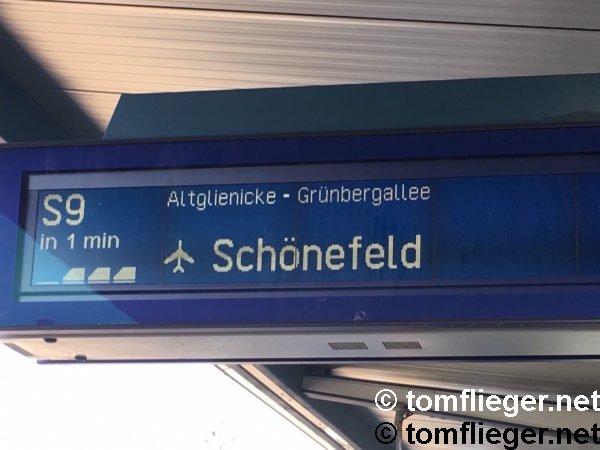 S9
in 1 min
Altglienicke - Grünbergallee
Schönefeld
© tomflieger.net
© tomflieger.net